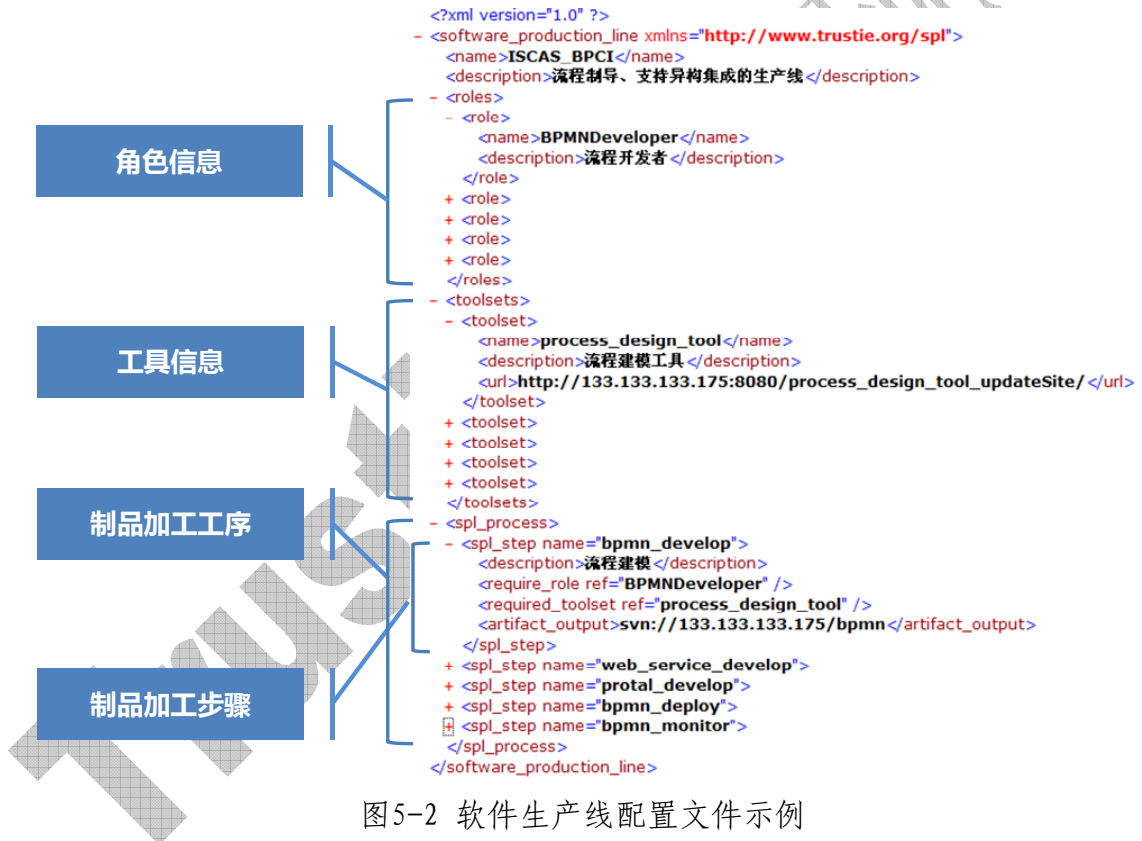 <?xml version="1.0" ?>
- <software_production_line xmlns="http://www.trustie.org/spl">
<name>ISCAS_BPCI</name>
<description>流程制导、支持异构集成的生产线</description>
- <roles>
- <role>
<name>BPMNDeveloper</name>
<description>流程开发者</description>
</role>
+ <role>
+ <role>
+ <role>
+ <role>
</roles>
角色信息
- <toolsets>
- <toolset>
<name>process_design_tool</name>
<description>流程建模工具</description>
<url>http://133.133.133.175:8080/process_design_tool_updateSite/</url>
</toolset>
+ <toolset>
+ <toolset>
+ <toolset>
+ <toolset>
</toolsets>
工具信息
- <spl_process>
- <spl_step name="bpmn_develop">
<description>流程建模</description>
<require_role ref="BPMNDeveloper" />
<required_toolset ref="process_design_tool" />
<artifact_output>svn://133.133.133.175/bpmn</artifact_output>
</spl_step>
+ <spl_step name="web_service_develop">
+ <spl_step name="protal_develop">
+ <spl_step name="bpmn_deploy">
+ <spl_step name="bpmn_monitor">
</spl_process>
</software_production_line>
制品加工工序
制品加工步骤
图5-2 软件生产线配置文件示例